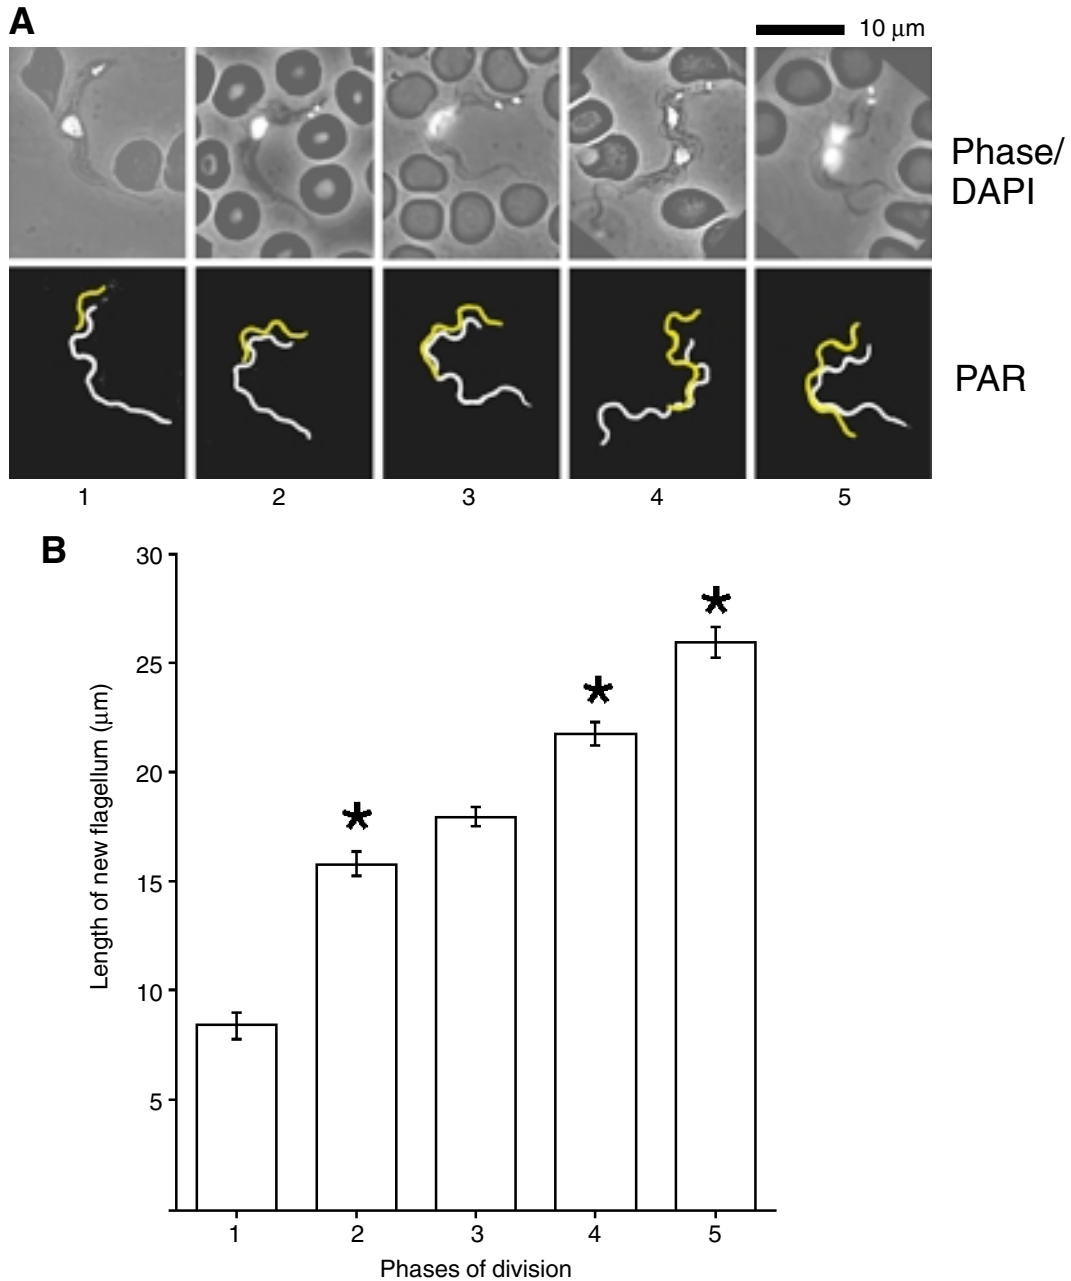 A
10 μm
Phase/
DAPI
PAR
1 2 3 4 5
B
30
25
20
15
10
5
Length of new flagellum (μm)
* * * 
1 2 3 4 5
Phases of division